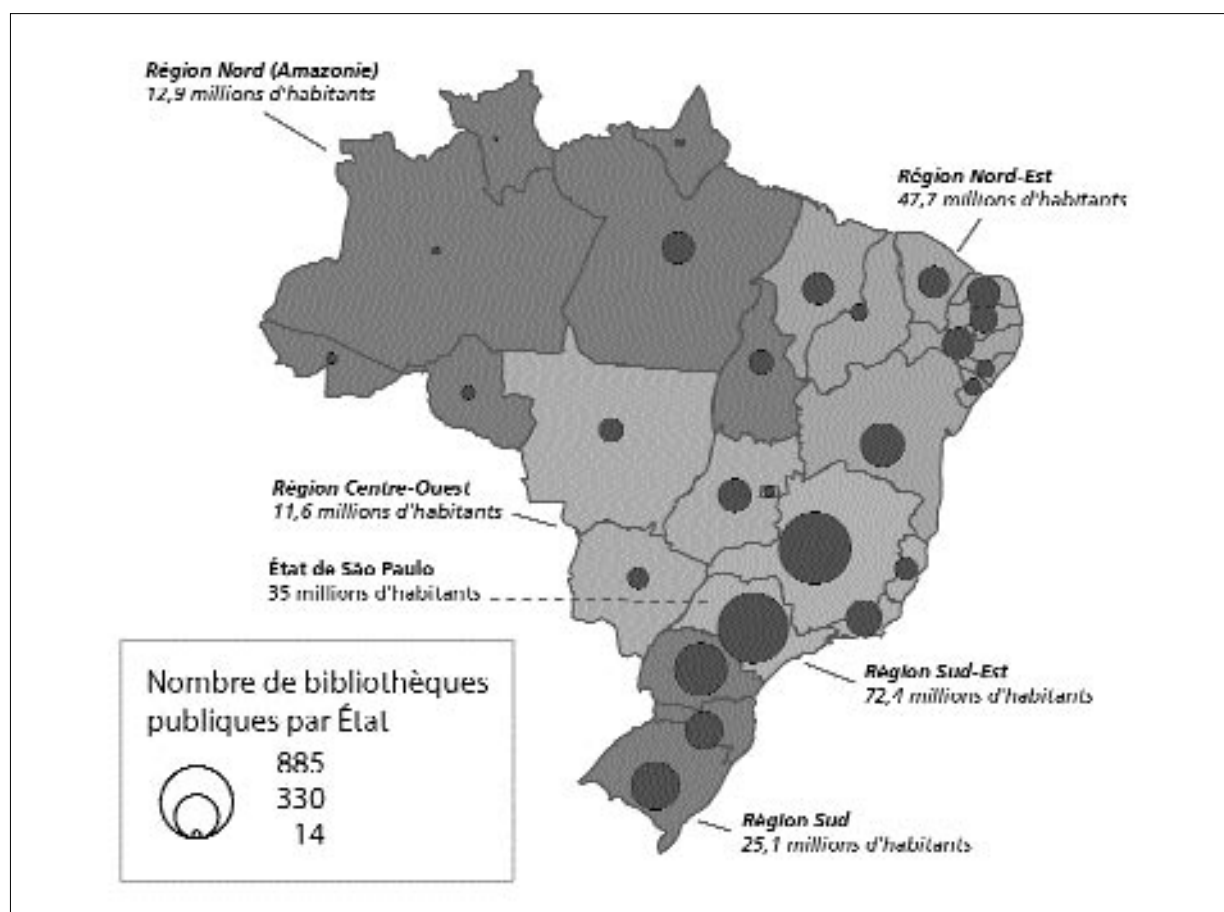 Région Nord (Amazonie)
12,9 millions d'habitants
Région Nord-Est
47,7 millions d'habitants
Région Centre-Ouest
11,6 millions d'habitants
État de São Paulo
35 millions d'habitants
Région Sud-Est
72,4 millions d'habitants
Région Sud
25,1 millions d'habitants
Nombre de bibliothèques
publiques par État
885
330
14